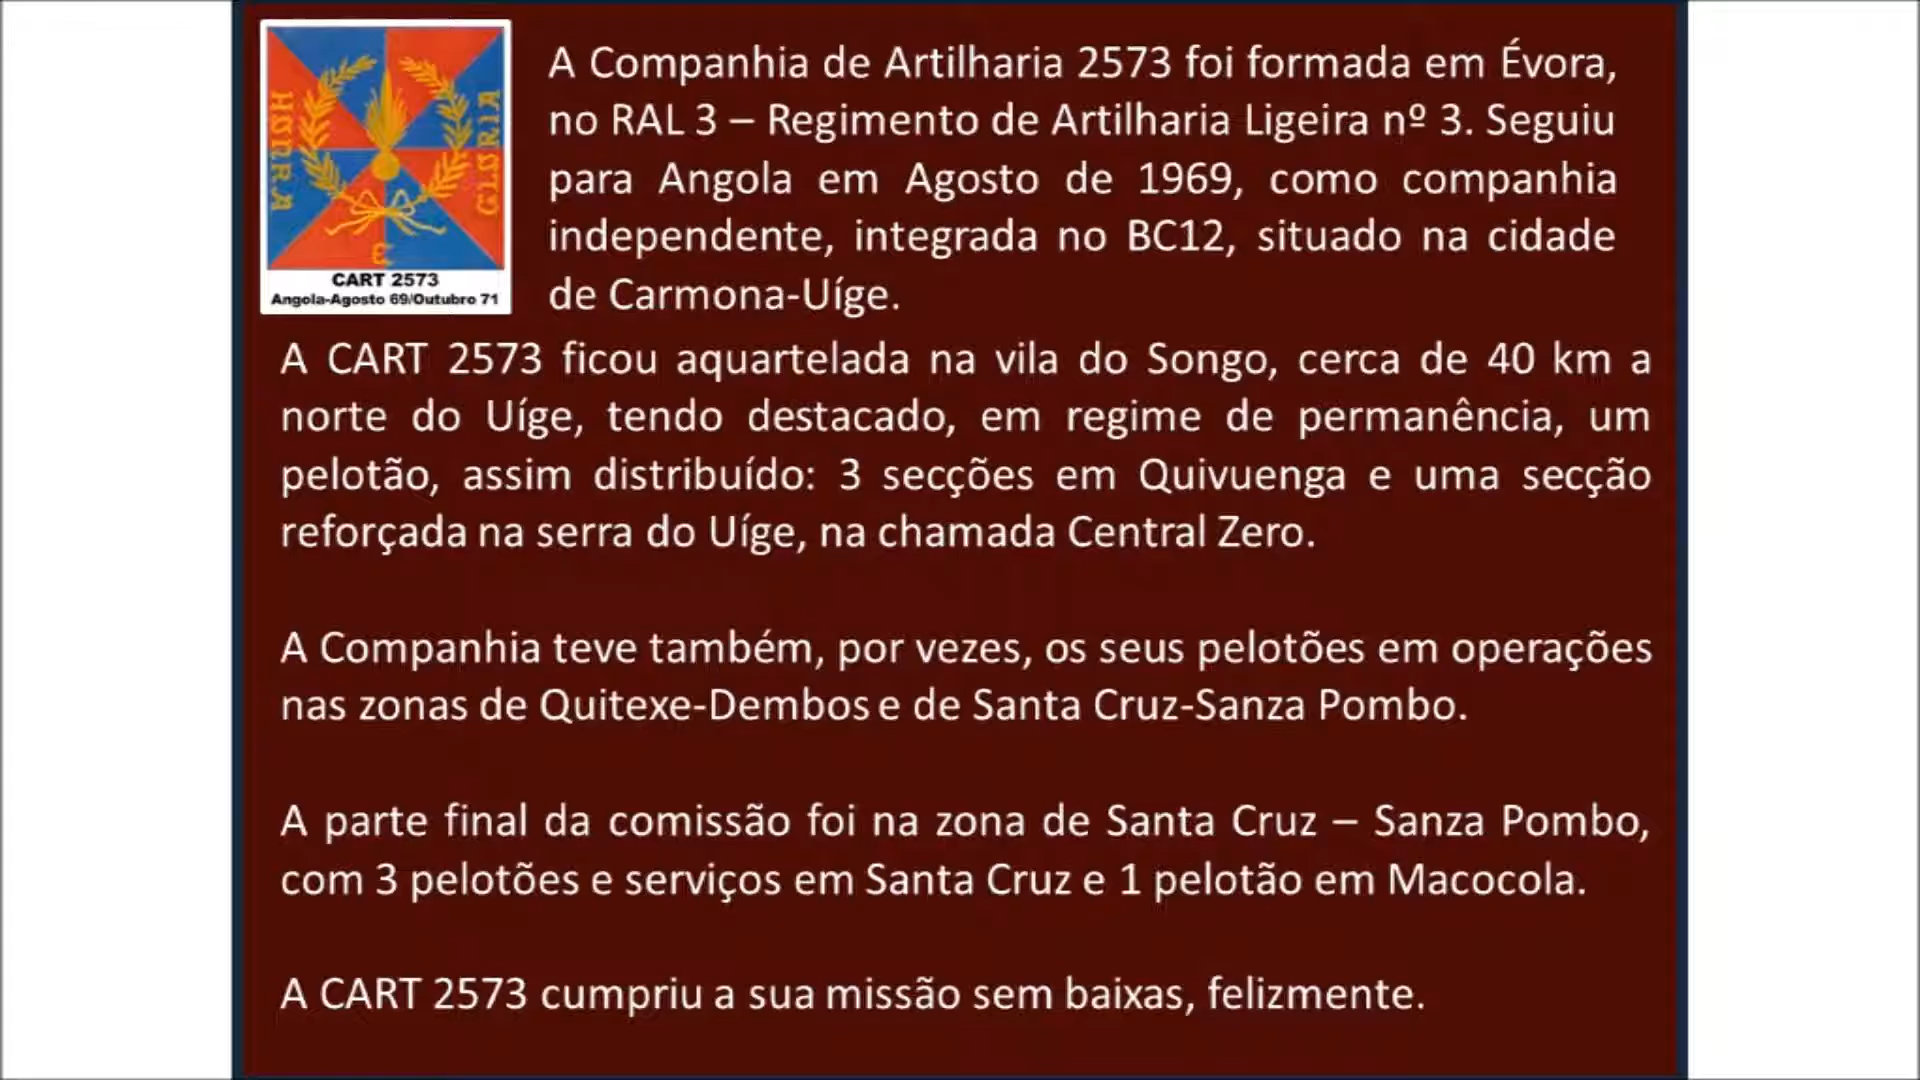 HONRA
E
GLORIA
CART 2573
Angola-Agosto 69/Outubro 71
A Companhia de Artilharia 2573 foi formada em Évora,
no RAL 3 – Regimento de Artilharia Ligeira nº 3. Seguiu
para Angola em Agosto de 1969, como companhia
independente, integrada no BC12, situado na cidade
de Carmona-Uíge.
A CART 2573 ficou aquartelada na vila do Songo, cerca de 40 km a
norte do Uíge, tendo destacado, em regime de permanência, um
pelotão, assim distribuído: 3 secções em Quivuenga e uma secção
reforçada na serra do Uíge, na chamada Central Zero.
A Companhia teve também, por vezes, os seus pelotões em operações
nas zonas de Quitexe-Dembos e de Santa Cruz-Sanza Pombo.
A parte final da comissão foi na zona de Santa Cruz – Sanza Pombo,
com 3 pelotões e serviços em Santa Cruz e 1 pelotão em Macocola.
A CART 2573 cumpriu a sua missão sem baixas, felizmente.